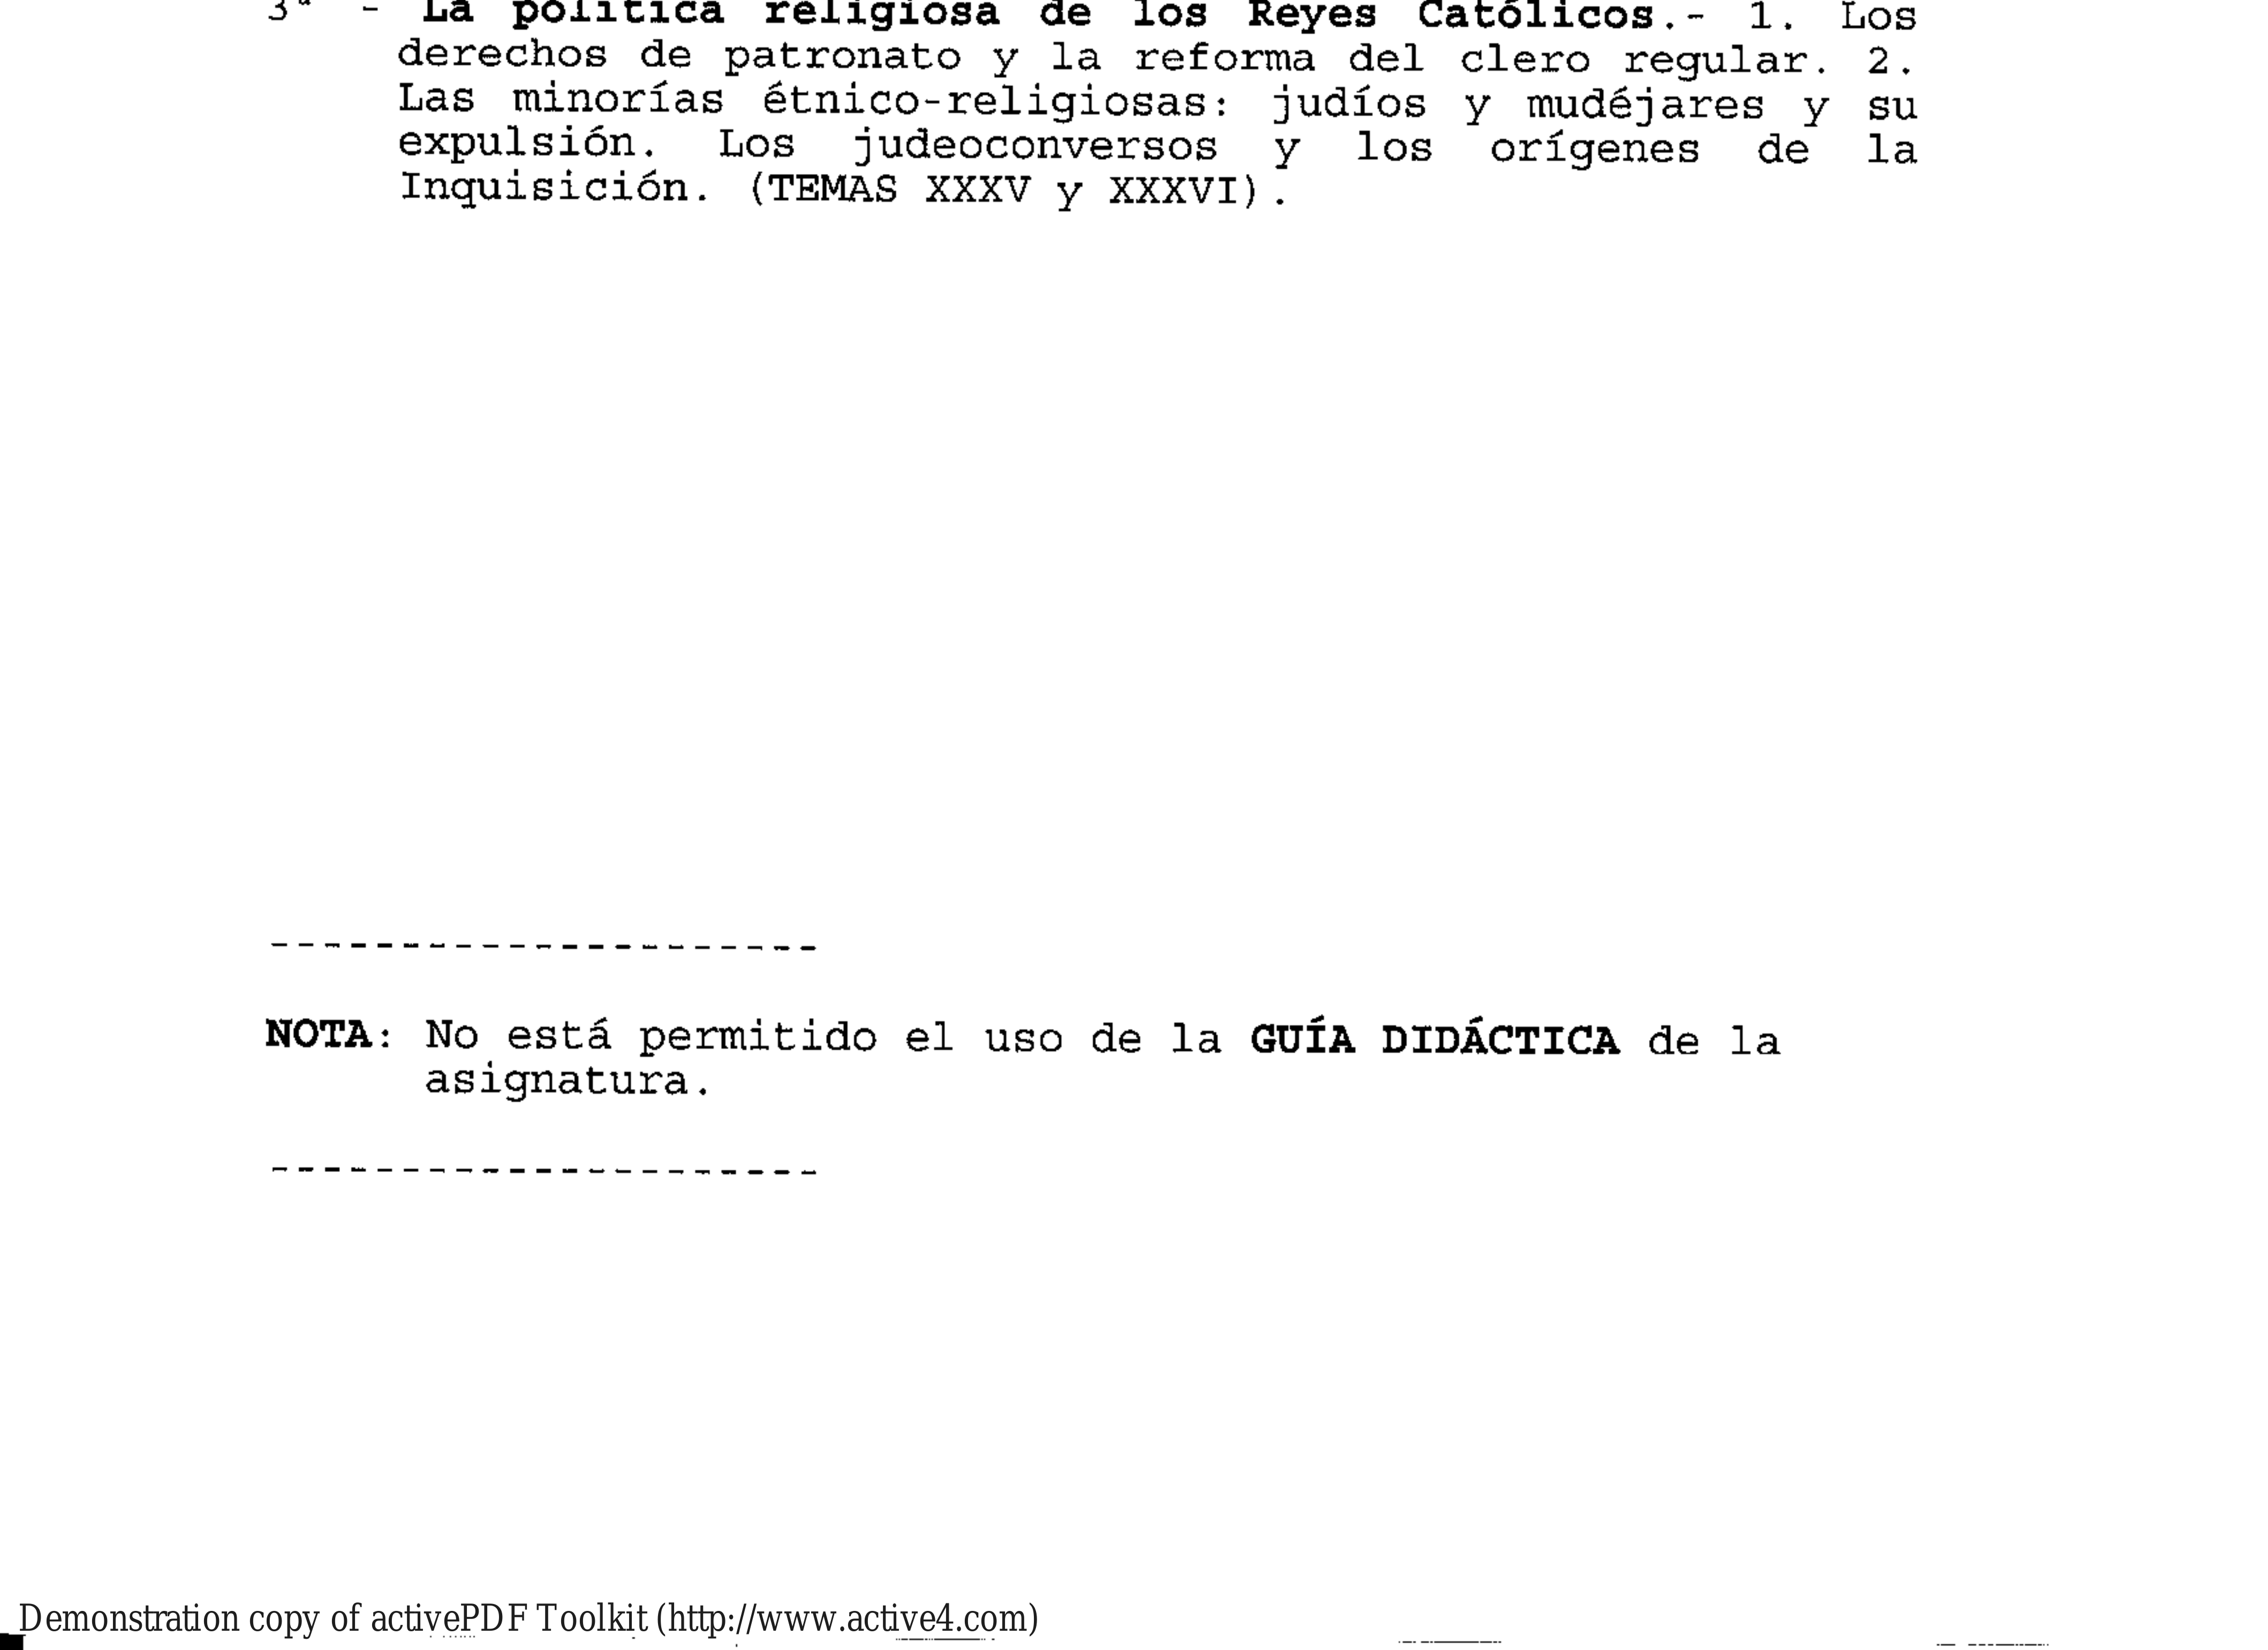 3ª - La política religiosa de los Reyes Católicos.- 1. Los
derechos de patronato y la reforma del clero regular. 2.
Las minorías étnico-religiosas: judíos y mudéjares y su
expulsión. Los judeoconversos y los orígenes de la
Inquisición. (TEMAS XXXV y XXXVI).
---------------------
NOTA: No está permitido el uso de la GUÍA DIDÁCTICA de la
asignatura.
---------------------
Demonstration copy of activePDF Toolkit (http://www.active4.com)